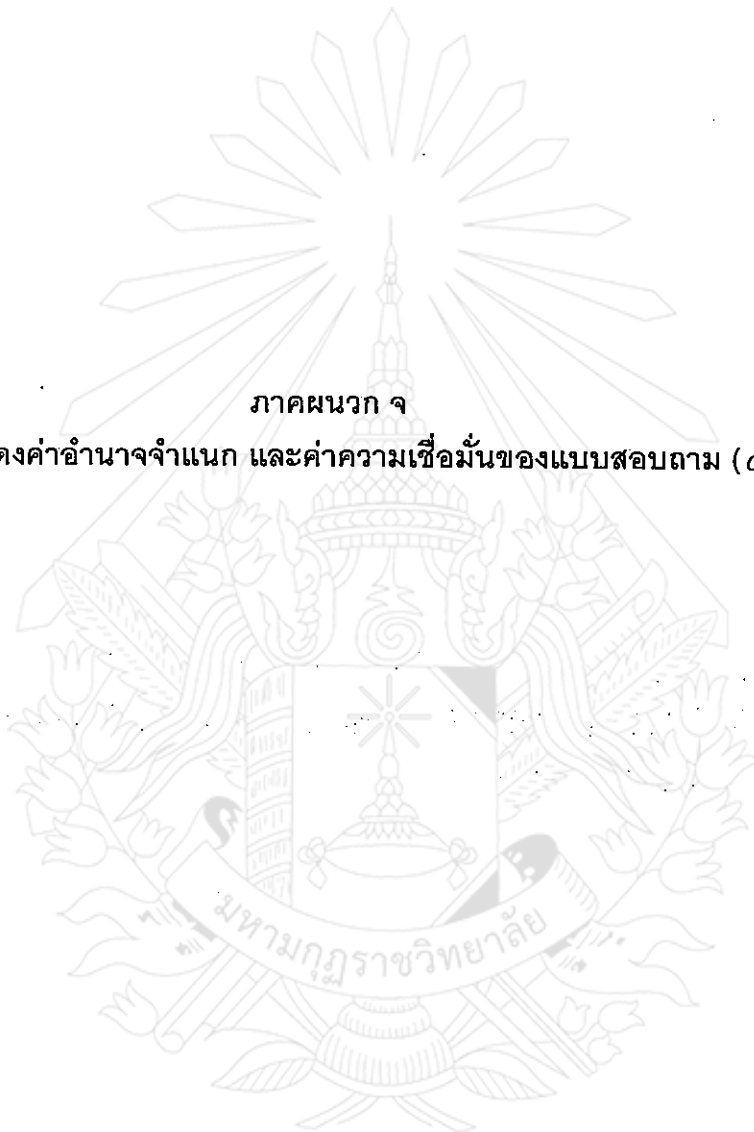 ภาคผนวก จ
ค่าอำนาจจำแนก และค่าความเชื่อมั่นของแบบสอบถาม
มหามกุฏราชวิทยาลัย